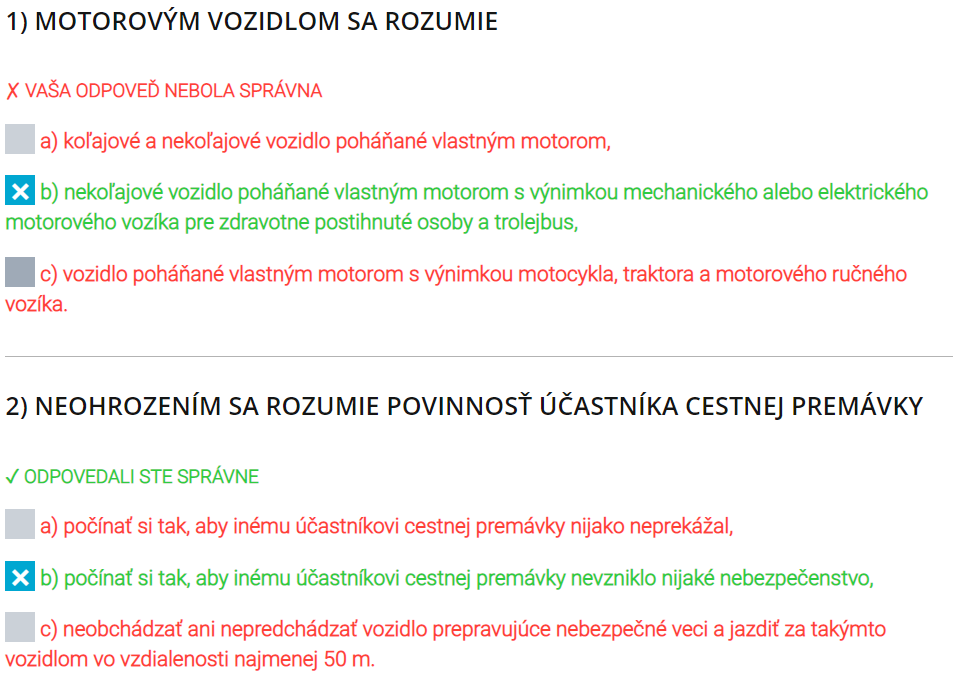 1) MOTOROVÝM VOZIDLOM SA ROZUMIE
✗ VAŠA ODPOVEĎ NEBOLA SPRÁVNA
a) koľajové a nekoľajové vozidlo poháňané vlastným motorom,
b) nekoľajové vozidlo poháňané vlastným motorom s výnimkou mechanického alebo elektrického
motorového vozíka pre zdravotne postihnuté osoby a trolejbus,
c) vozidlo poháňané vlastným motorom s výnimkou motocykla, traktora a motorového ručného
vozíka.
2) NEOHROZENÍM SA ROZUMIE POVINNOSŤ ÚČASTNÍKA CESTNEJ PREMÁVKY
✓ ODPOVEDALI STE SPRÁVNE
a) počínať si tak, aby inému účastníkovi cestnej premávky nijako neprekážal,
b) počínať si tak, aby inému účastníkovi cestnej premávky nevzniklo nijaké nebezpečenstvo,
c) neobchádzať ani nepredchádzať vozidlo prepravujúce nebezpečné veci a jazdiť za takýmto
vozidlom vo vzdialenosti najmenej 50 m.